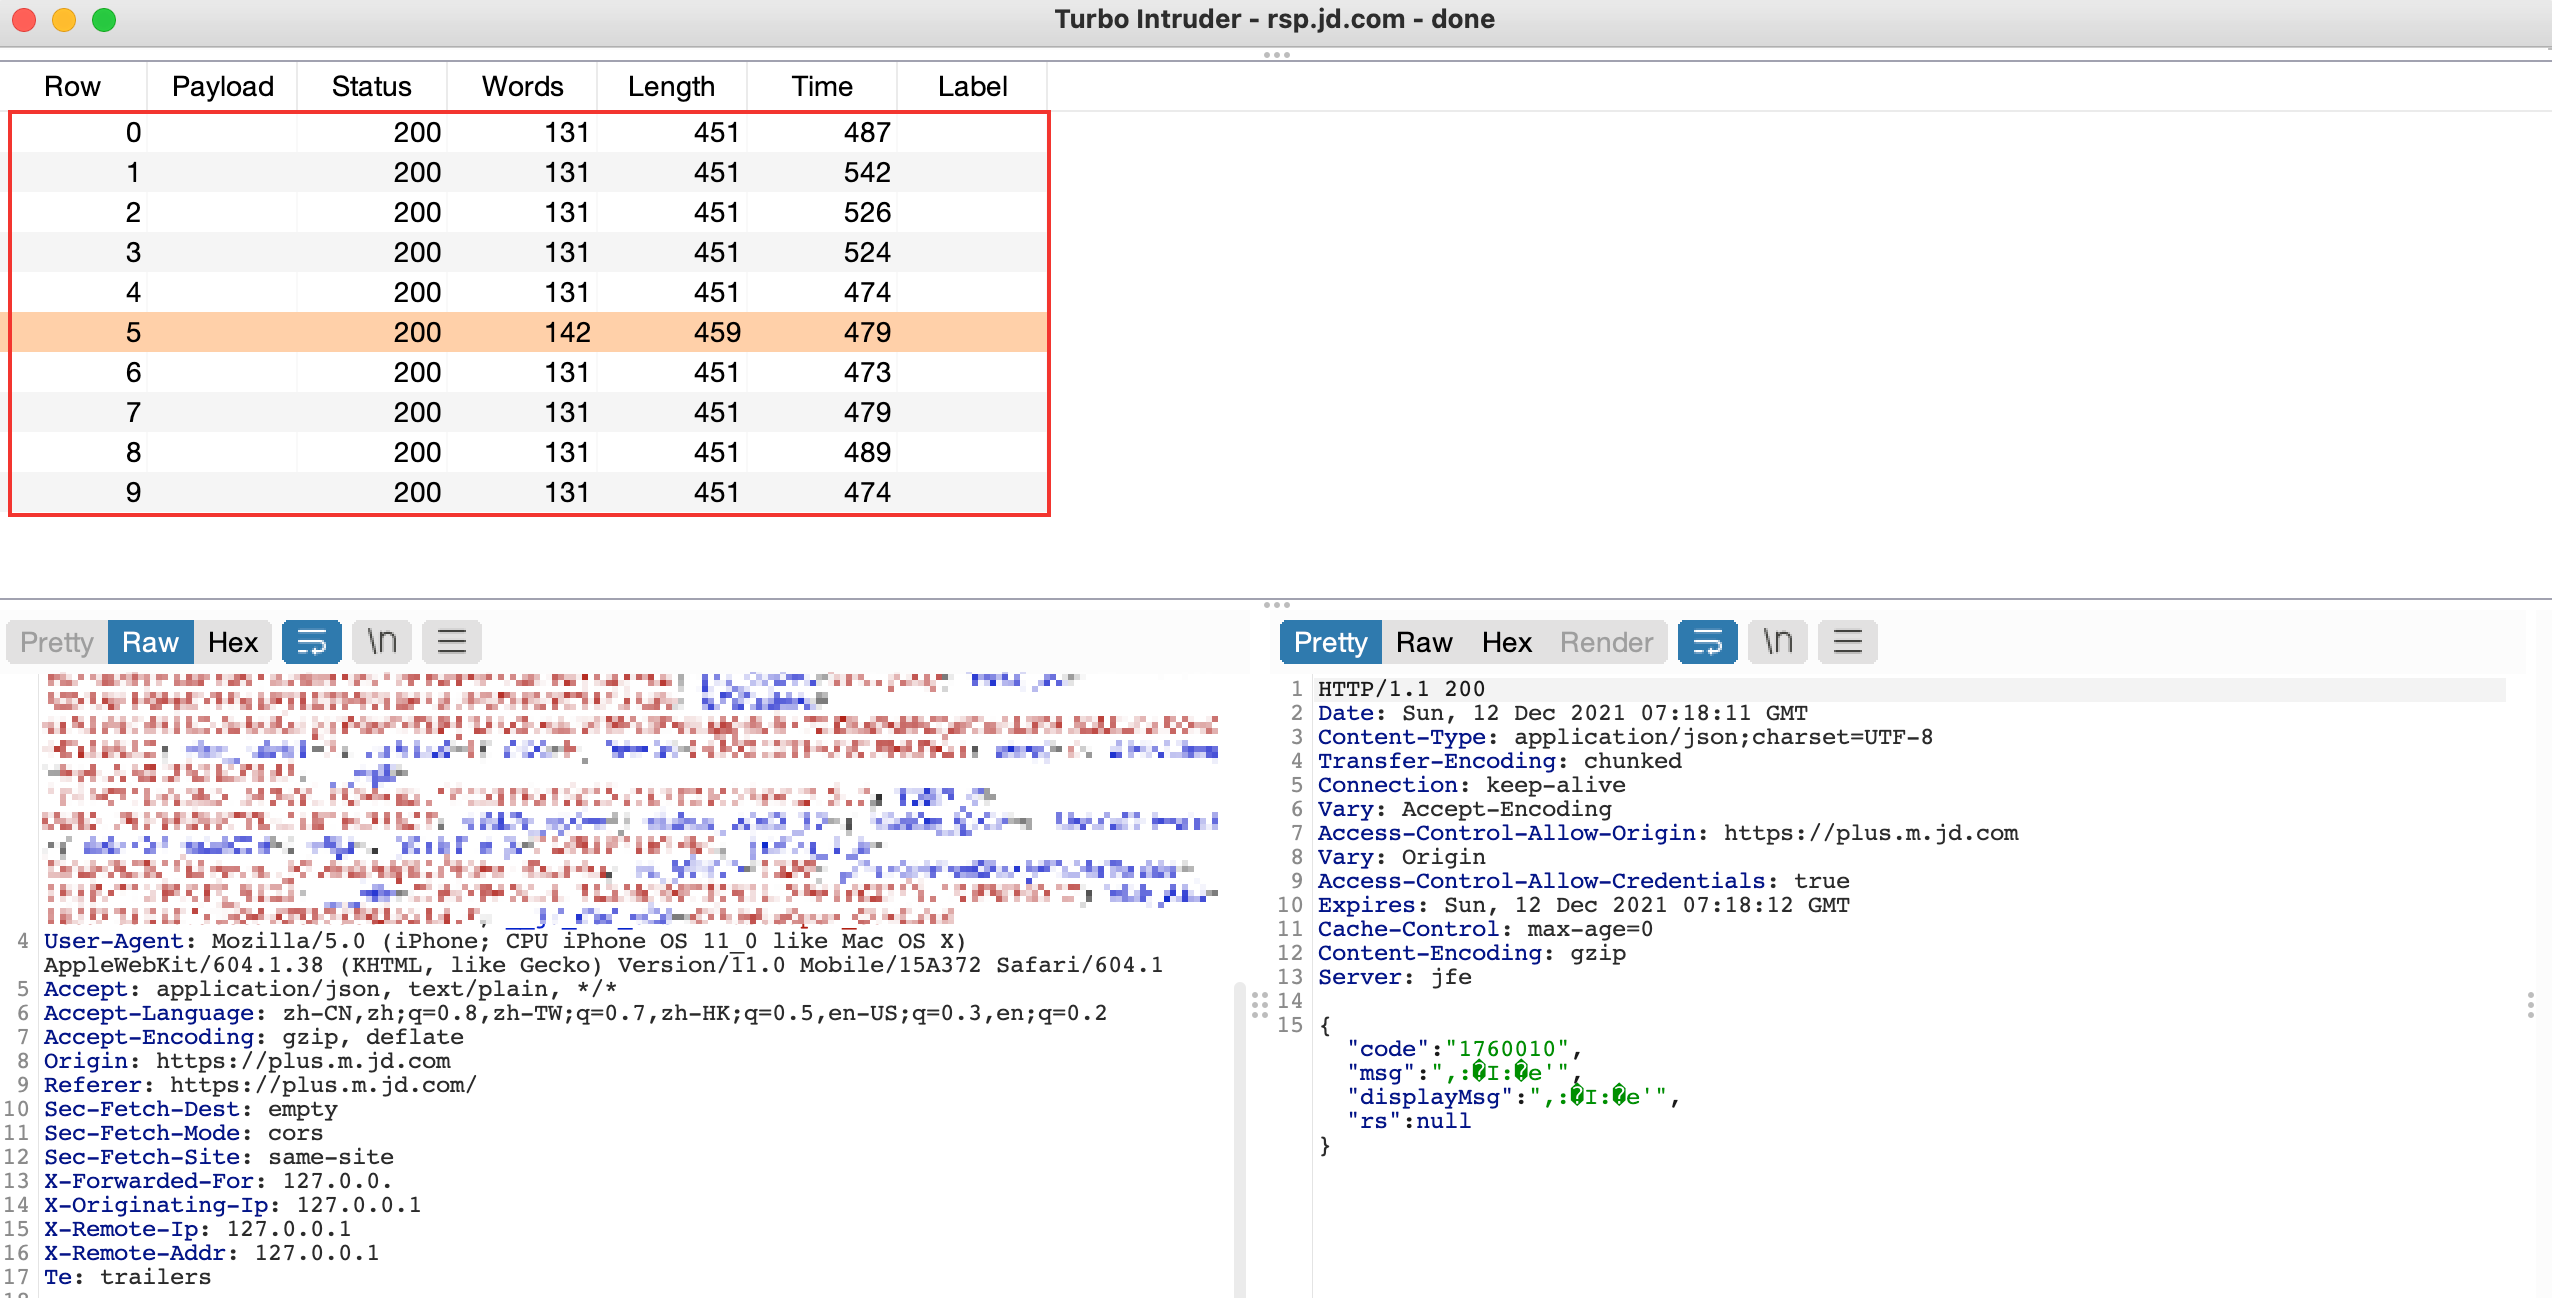 Turbo Intruder - rsp.jd.com - done
Row Payload Status Words Length Time Label
0 200 131 451 487
1 200 131 451 542
2 200 131 451 526
3 200 131 451 524
4 200 131 451 474
5 200 142 459 479
6 200 131 451 473
7 200 131 451 479
8 200 131 451 489
9 200 131 451 474
Pretty Raw Hex \n
4 User-Agent: Mozilla/5.0 (iPhone; CPU iPhone OS 11_0 like Mac OS X)
AppleWebKit/604.1.38 (KHTML, like Gecko) Version/11.0 Mobile/15A372 Safari/604.1
5 Accept: application/json, text/plain, */*
6 Accept-Language: zh-CN,zh;q=0.8,zh-TW;q=0.7,zh-HK;q=0.5,en-US;q=0.3,en;q=0.2
7 Accept-Encoding: gzip, deflate
8 Origin: https://plus.m.jd.com
9 Referer: https://plus.m.jd.com/
10 Sec-Fetch-Dest: empty
11 Sec-Fetch-Mode: cors
12 Sec-Fetch-Site: same-site
13 X-Forwarded-For: 127.0.0.
14 X-Originating-Ip: 127.0.0.1
15 X-Remote-Ip: 127.0.0.1
16 X-Remote-Addr: 127.0.0.1
17 Te: trailers
Pretty Raw Hex Render \n
1 HTTP/1.1 200
2 Date: Sun, 12 Dec 2021 07:18:11 GMT
3 Content-Type: application/json;charset=UTF-8
4 Transfer-Encoding: chunked
5 Connection: keep-alive
6 Vary: Accept-Encoding
7 Access-Control-Allow-Origin: https://plus.m.jd.com
8 Vary: Origin
9 Access-Control-Allow-Credentials: true
10 Expires: Sun, 12 Dec 2021 07:18:12 GMT
11 Cache-Control: max-age=0
12 Content-Encoding: gzip
13 Server: jfe
14
15 {
"code":"1760010",
"msg":",:�I:�e'",
"displayMsg":",:�I:�e'",
"rs":null
}